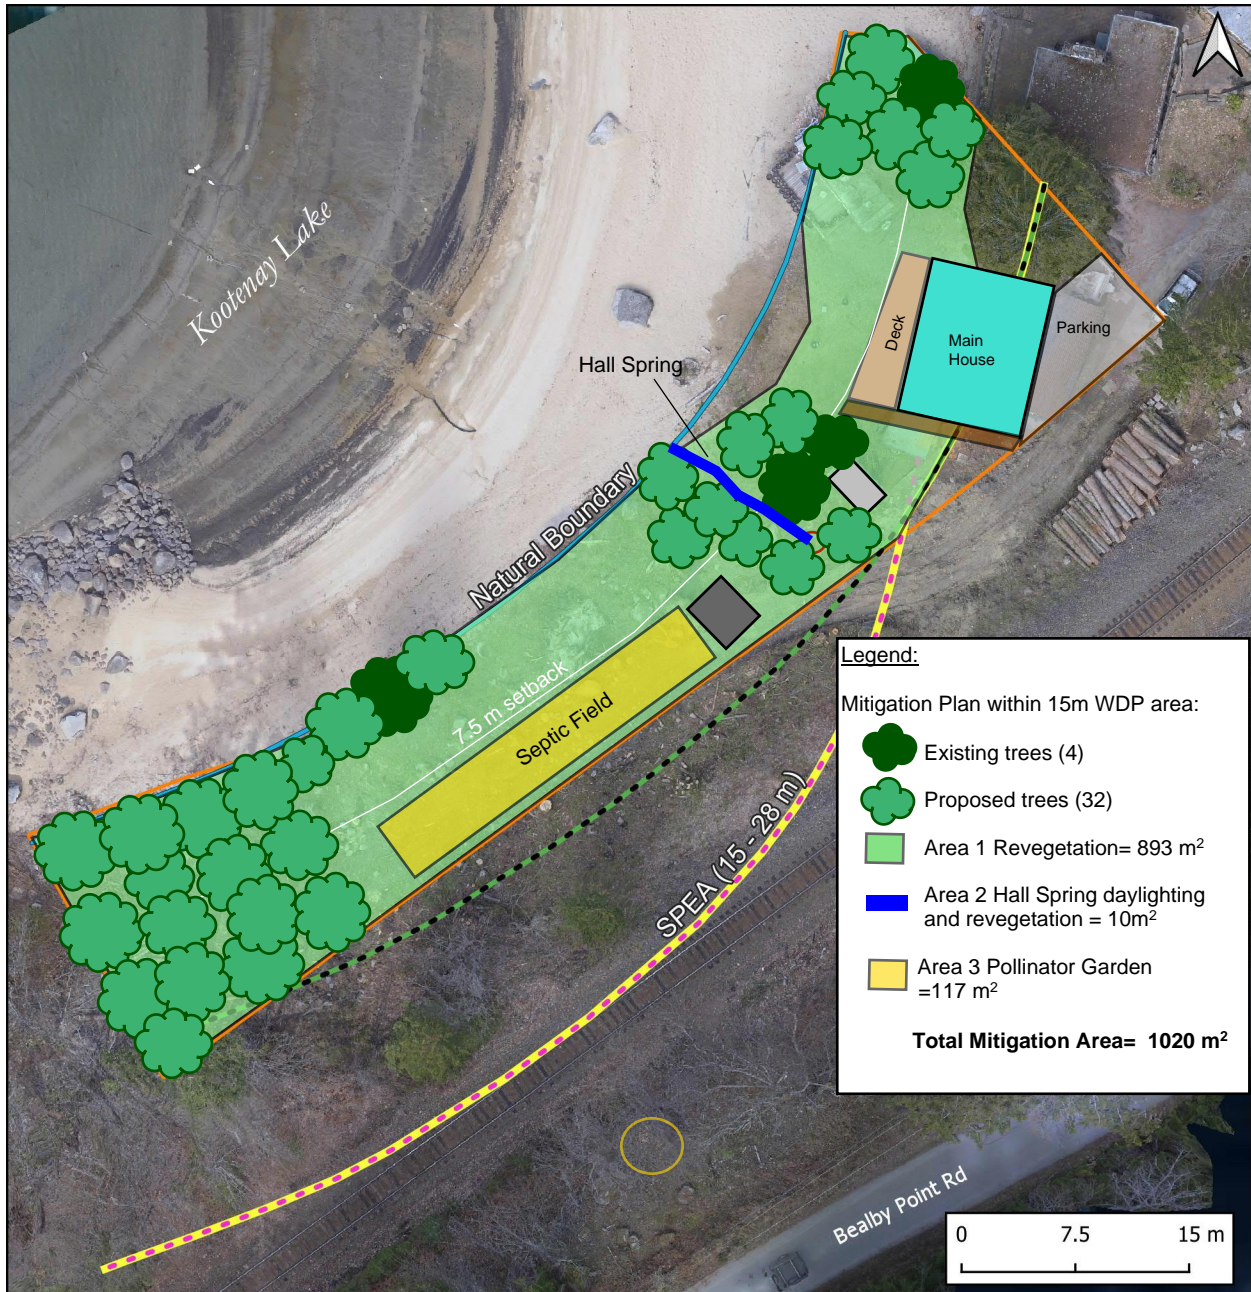 Kootenay Lake
Hall Spring
Deck
Main
House
Parking
Natural Boundary
7.5 m setback
Septic Field
SPEA (15 - 28 m)
Bealby Point Rd
Legend:
Mitigation Plan within 15m WDP area:
Existing trees (4)
Proposed trees (32)
Area 1 Revegetation= 893 m²
Area 2 Hall Spring daylighting
and revegetation = 10m²
Area 3 Pollinator Garden
=117 m²
Total Mitigation Area= 1020 m²
0 7.5 15 m